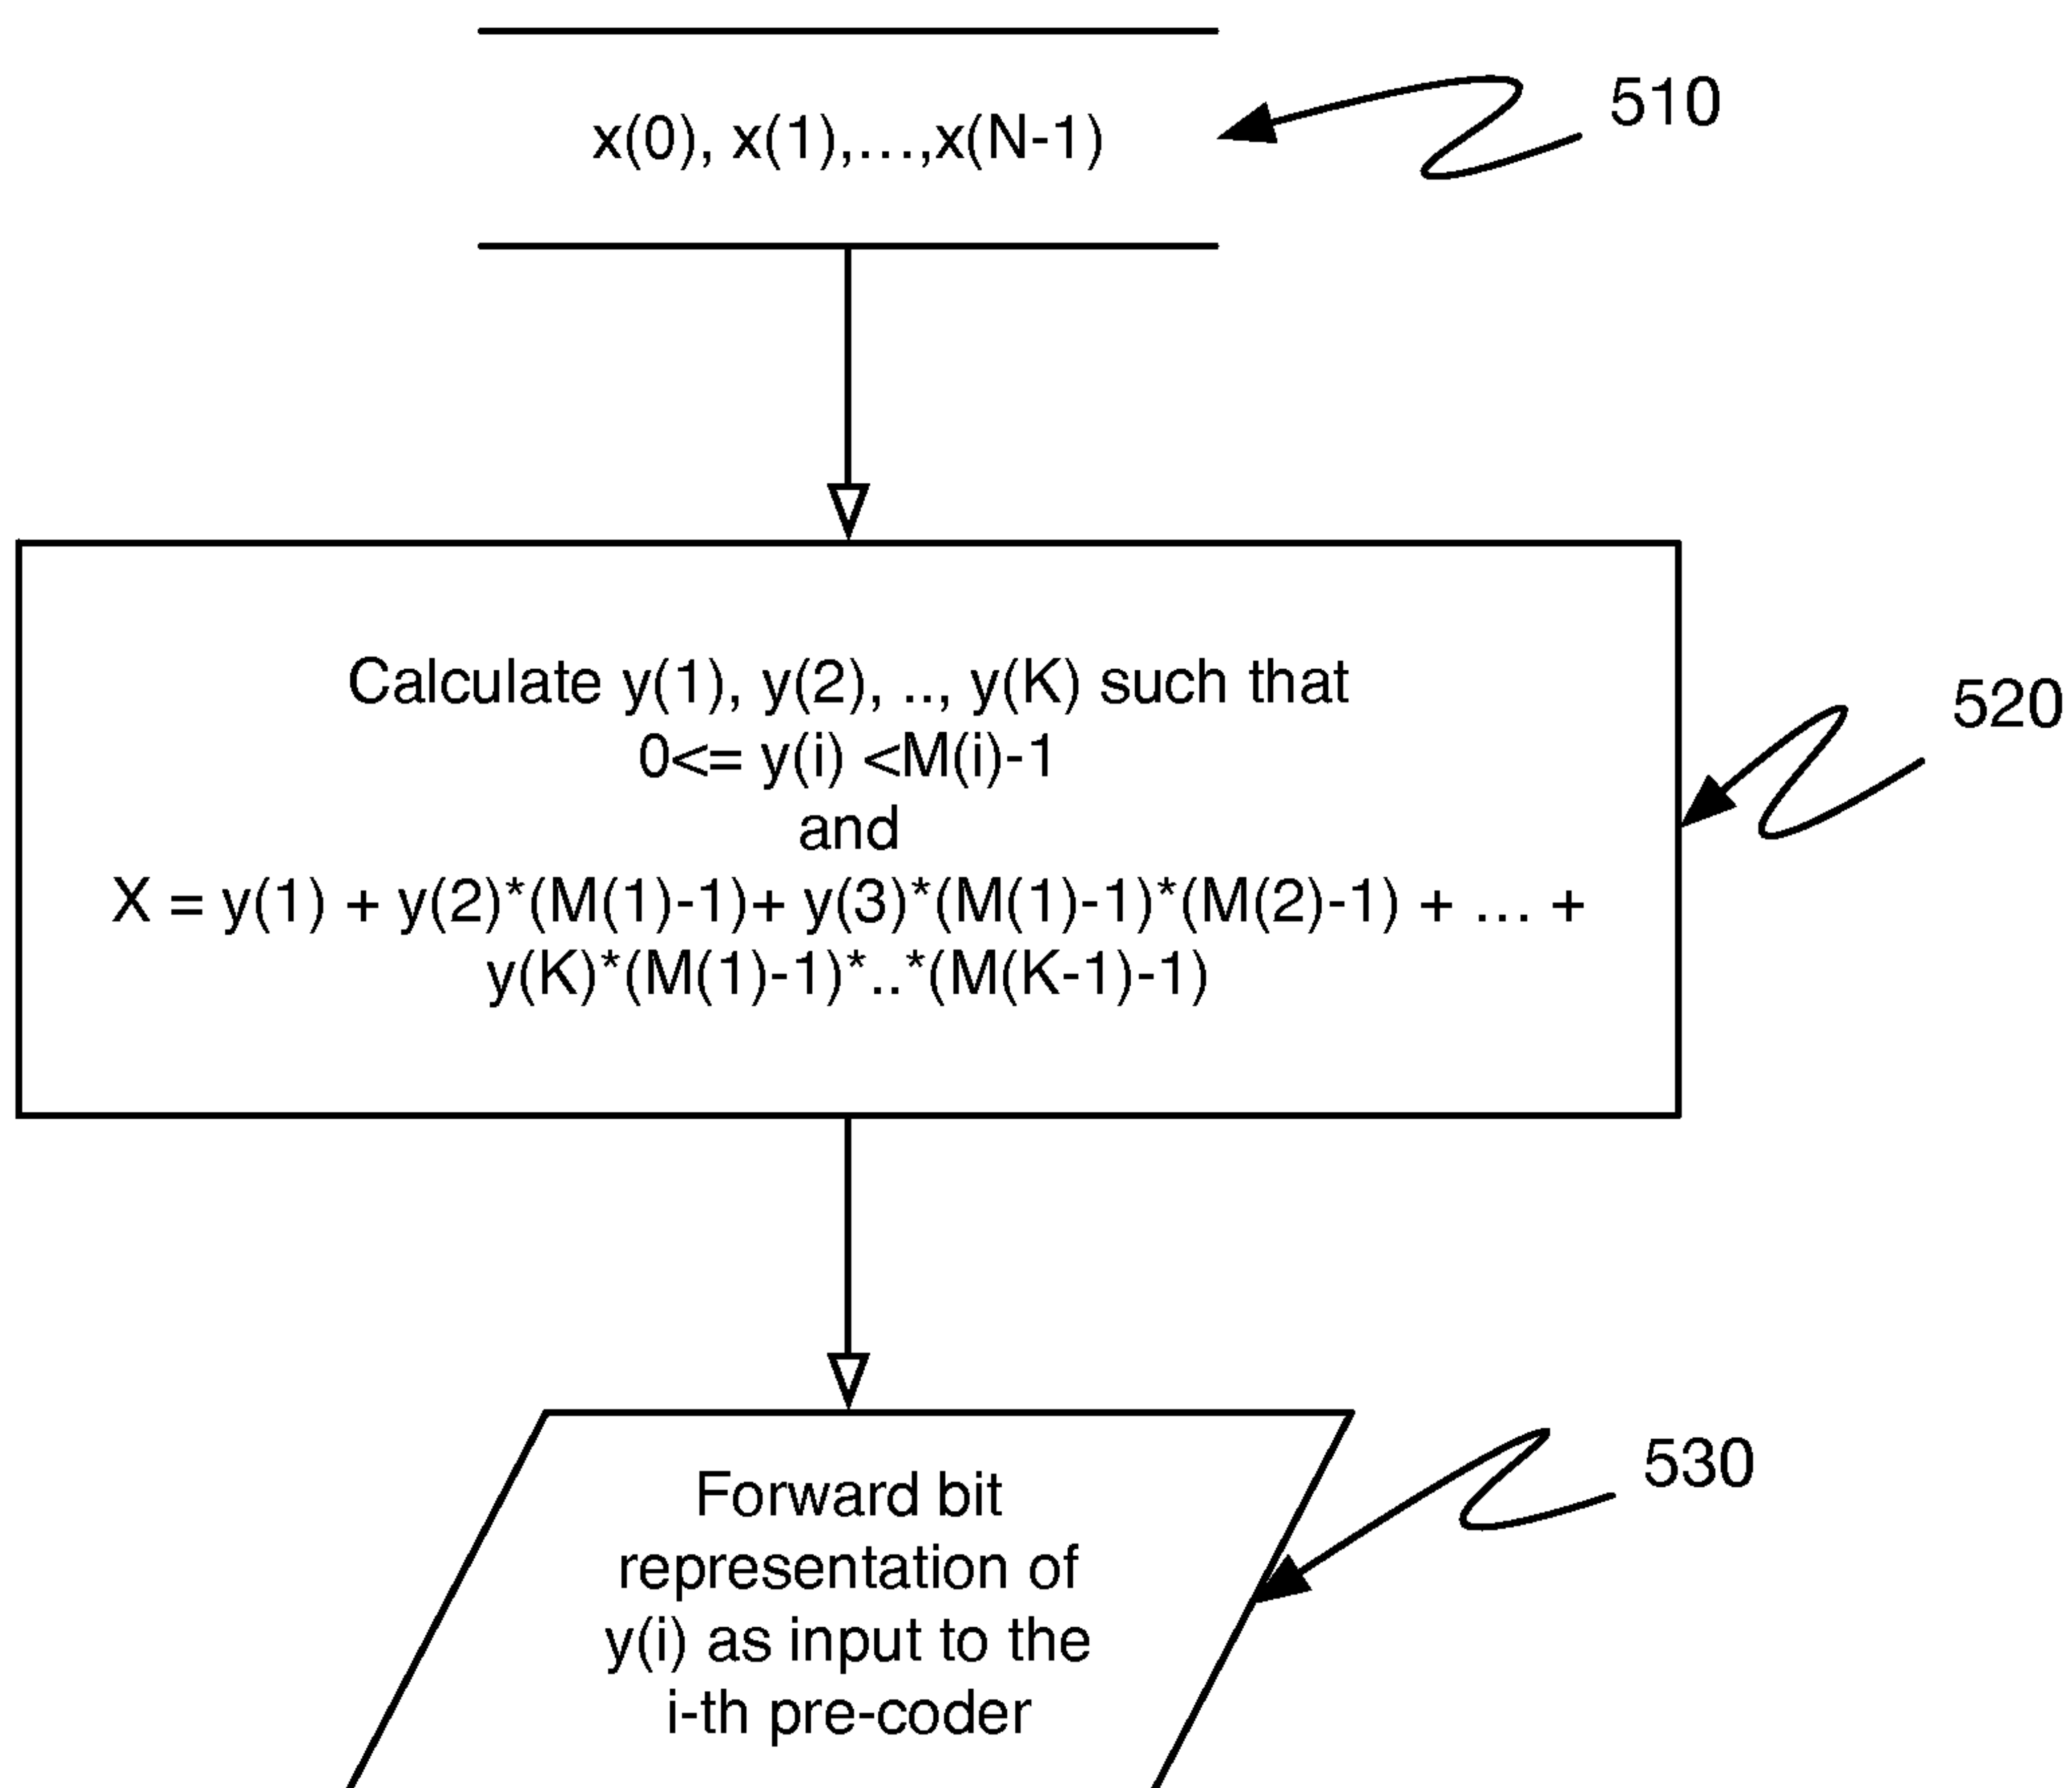 x(0), x(1),...,x(N-1)
510
Calculate y(1), y(2), .., y(K) such that
0<= y(i) <M(i)-1
and
X = y(1) + y(2)*(M(1)-1)+ y(3)*(M(1)-1)*(M(2)-1) + ... +
y(K)*(M(1)-1)*..*(M(K-1)-1)
520
Forward bit
representation of
y(i) as input to the
i-th pre-coder
530